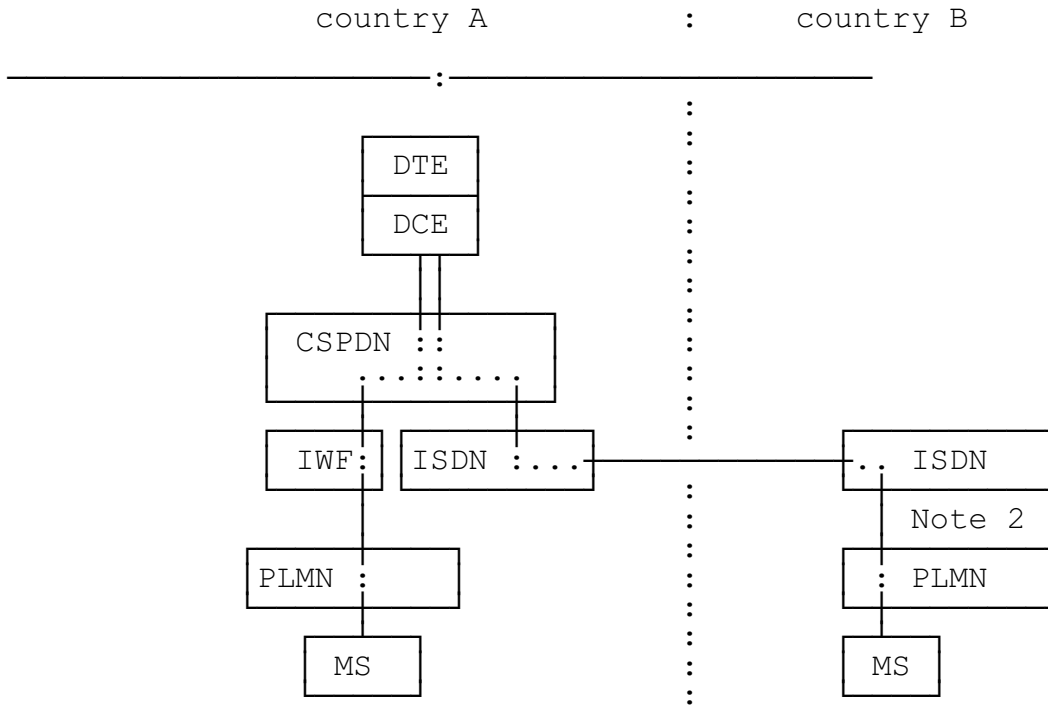 country A : country B
DTE
DCE
CSPDN
IWF ISDN ISDN
Note 2
PLMN PLMN
MS MS